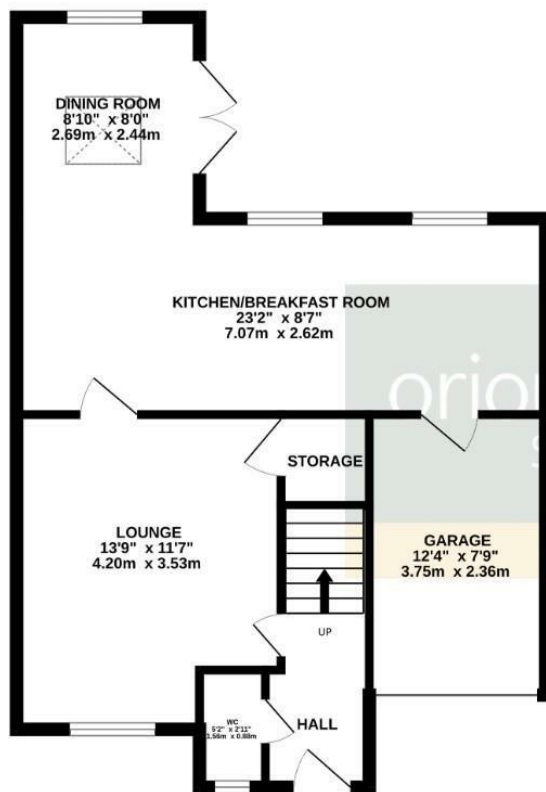 DINING ROOM
8'10" x 8'0"
2.69m x 2.44m
KITCHEN/BREAKFAST ROOM
23'2" x 8'7"
7.07m x 2.62m
orio
S
STORAGE
LOUNGE
13'9" x 11'7"
4.20m x 3.53m
GARAGE
12'4" x 7'9"
3.75m x 2.36m
UP
WC
5'2" x 2'11"
1.56m x 0.88m
HALL